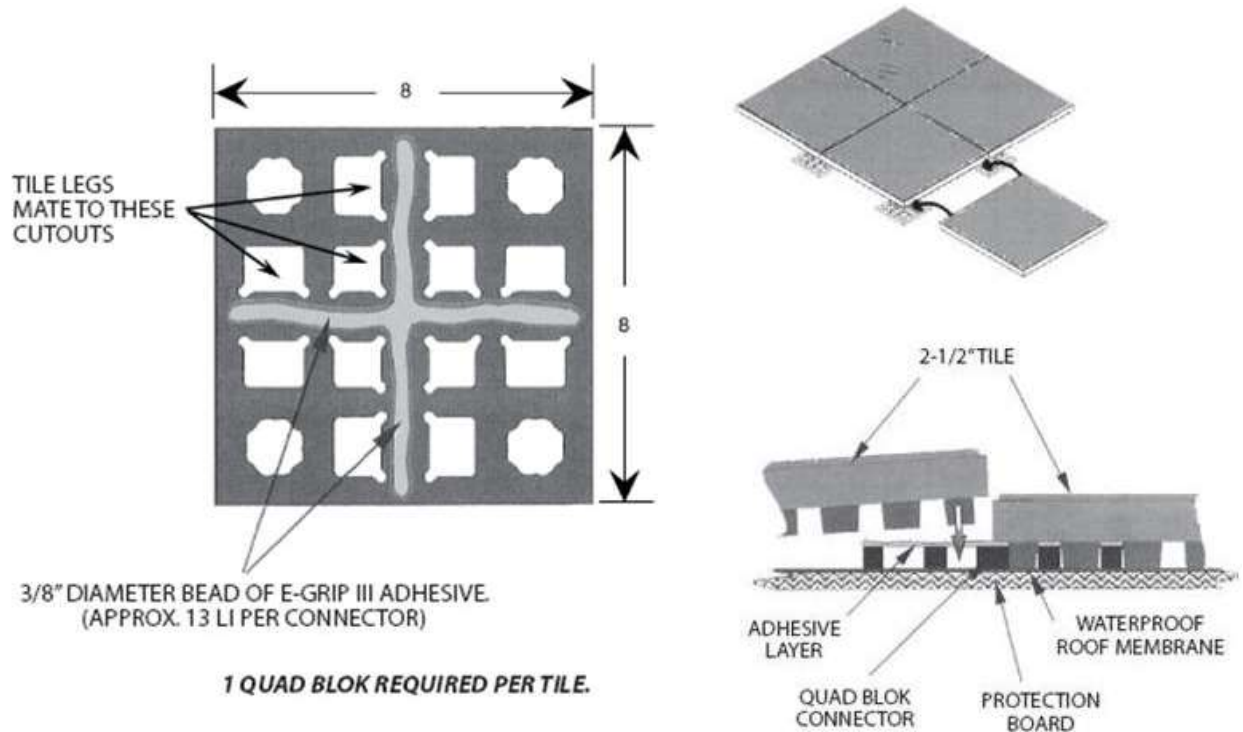 8
8
TILE LEGS
MATE TO THESE
CUTOUTS
3/8" DIAMETER BEAD OF E-GRIP III ADHESIVE.
(APPROX. 13 LI PER CONNECTOR)
1 QUAD BLOK REQUIRED PER TILE.
2-1/2" TILE
ADHESIVE
LAYER
QUAD BLOK
CONNECTOR
PROTECTION
BOARD
WATERPROOF
ROOF MEMBRANE